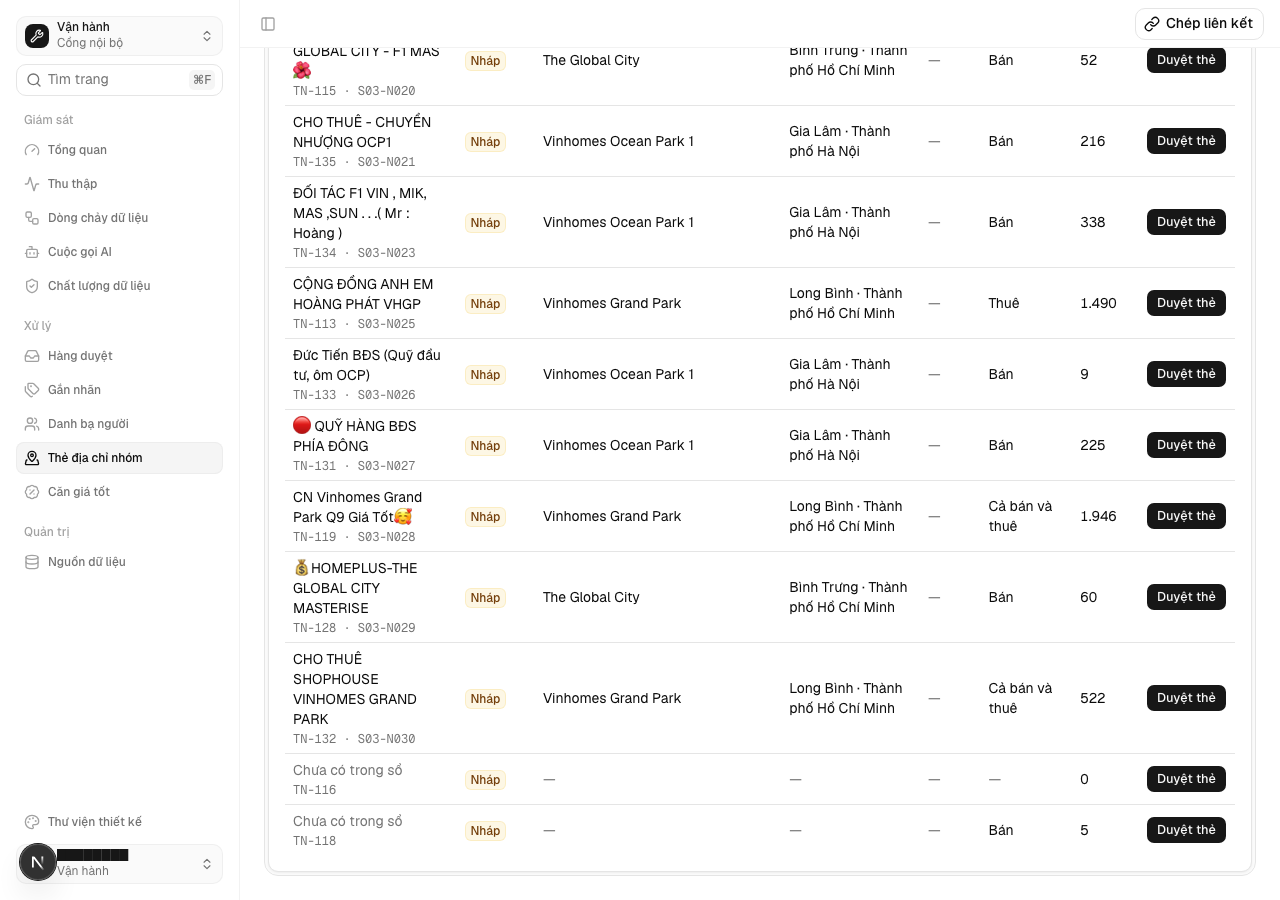 Vận hành
Cổng nội bộ
Tìm trang
⌘F
Giám sát
Tổng quan
Thu thập
Dòng chảy dữ liệu
Cuộc gọi AI
Chất lượng dữ liệu
Xử lý
Hàng duyệt
Gắn nhãn
Danh bạ người
Thẻ địa chỉ nhóm
Căn giá tốt
Quản trị
Nguồn dữ liệu
Thư viện thiết kế
N
Vận hành
Chép liên kết
GLOBAL CITY - F1 MAS
🌺
TN-115 · S03-N020
Nháp
The Global City
Bình Trưng · Thành
phố Hồ Chí Minh
—
Bán
52
Duyệt thẻ
CHO THUÊ - CHUYỂN
NHƯỢNG OCP1
TN-135 · S03-N021
Nháp
Vinhomes Ocean Park 1
Gia Lâm · Thành
phố Hà Nội
—
Bán
216
Duyệt thẻ
ĐỐI TÁC F1 VIN , MIK,
MAS ,SUN . . .( Mr :
Hoàng )
TN-134 · S03-N023
Nháp
Vinhomes Ocean Park 1
Gia Lâm · Thành
phố Hà Nội
—
Bán
338
Duyệt thẻ
CỘNG ĐỒNG ANH EM
HOÀNG PHÁT VHGP
TN-113 · S03-N025
Nháp
Vinhomes Grand Park
Long Bình · Thành
phố Hồ Chí Minh
—
Thuê
1.490
Duyệt thẻ
Đức Tiến BĐS (Quỹ đầu
tư, ôm OCP)
TN-133 · S03-N026
Nháp
Vinhomes Ocean Park 1
Gia Lâm · Thành
phố Hà Nội
—
Bán
9
Duyệt thẻ
🔴 QUỸ HÀNG BĐS
PHÍA ĐÔNG
TN-131 · S03-N027
Nháp
Vinhomes Ocean Park 1
Gia Lâm · Thành
phố Hà Nội
—
Bán
225
Duyệt thẻ
CN Vinhomes Grand
Park Q9 Giá Tốt🥰
TN-119 · S03-N028
Nháp
Vinhomes Grand Park
Long Bình · Thành
phố Hồ Chí Minh
—
Cả bán và
thuê
1.946
Duyệt thẻ
💰HOMEPLUS-THE
GLOBAL CITY
MASTERISE
TN-128 · S03-N029
Nháp
The Global City
Bình Trưng · Thành
phố Hồ Chí Minh
—
Bán
60
Duyệt thẻ
CHO THUÊ
SHOPHOUSE
VINHOMES GRAND
PARK
TN-132 · S03-N030
Nháp
Vinhomes Grand Park
Long Bình · Thành
phố Hồ Chí Minh
—
Cả bán và
thuê
522
Duyệt thẻ
Chưa có trong sổ
TN-116
Nháp
—
—
—
—
0
Duyệt thẻ
Chưa có trong sổ
TN-118
Nháp
—
—
—
Bán
5
Duyệt thẻ